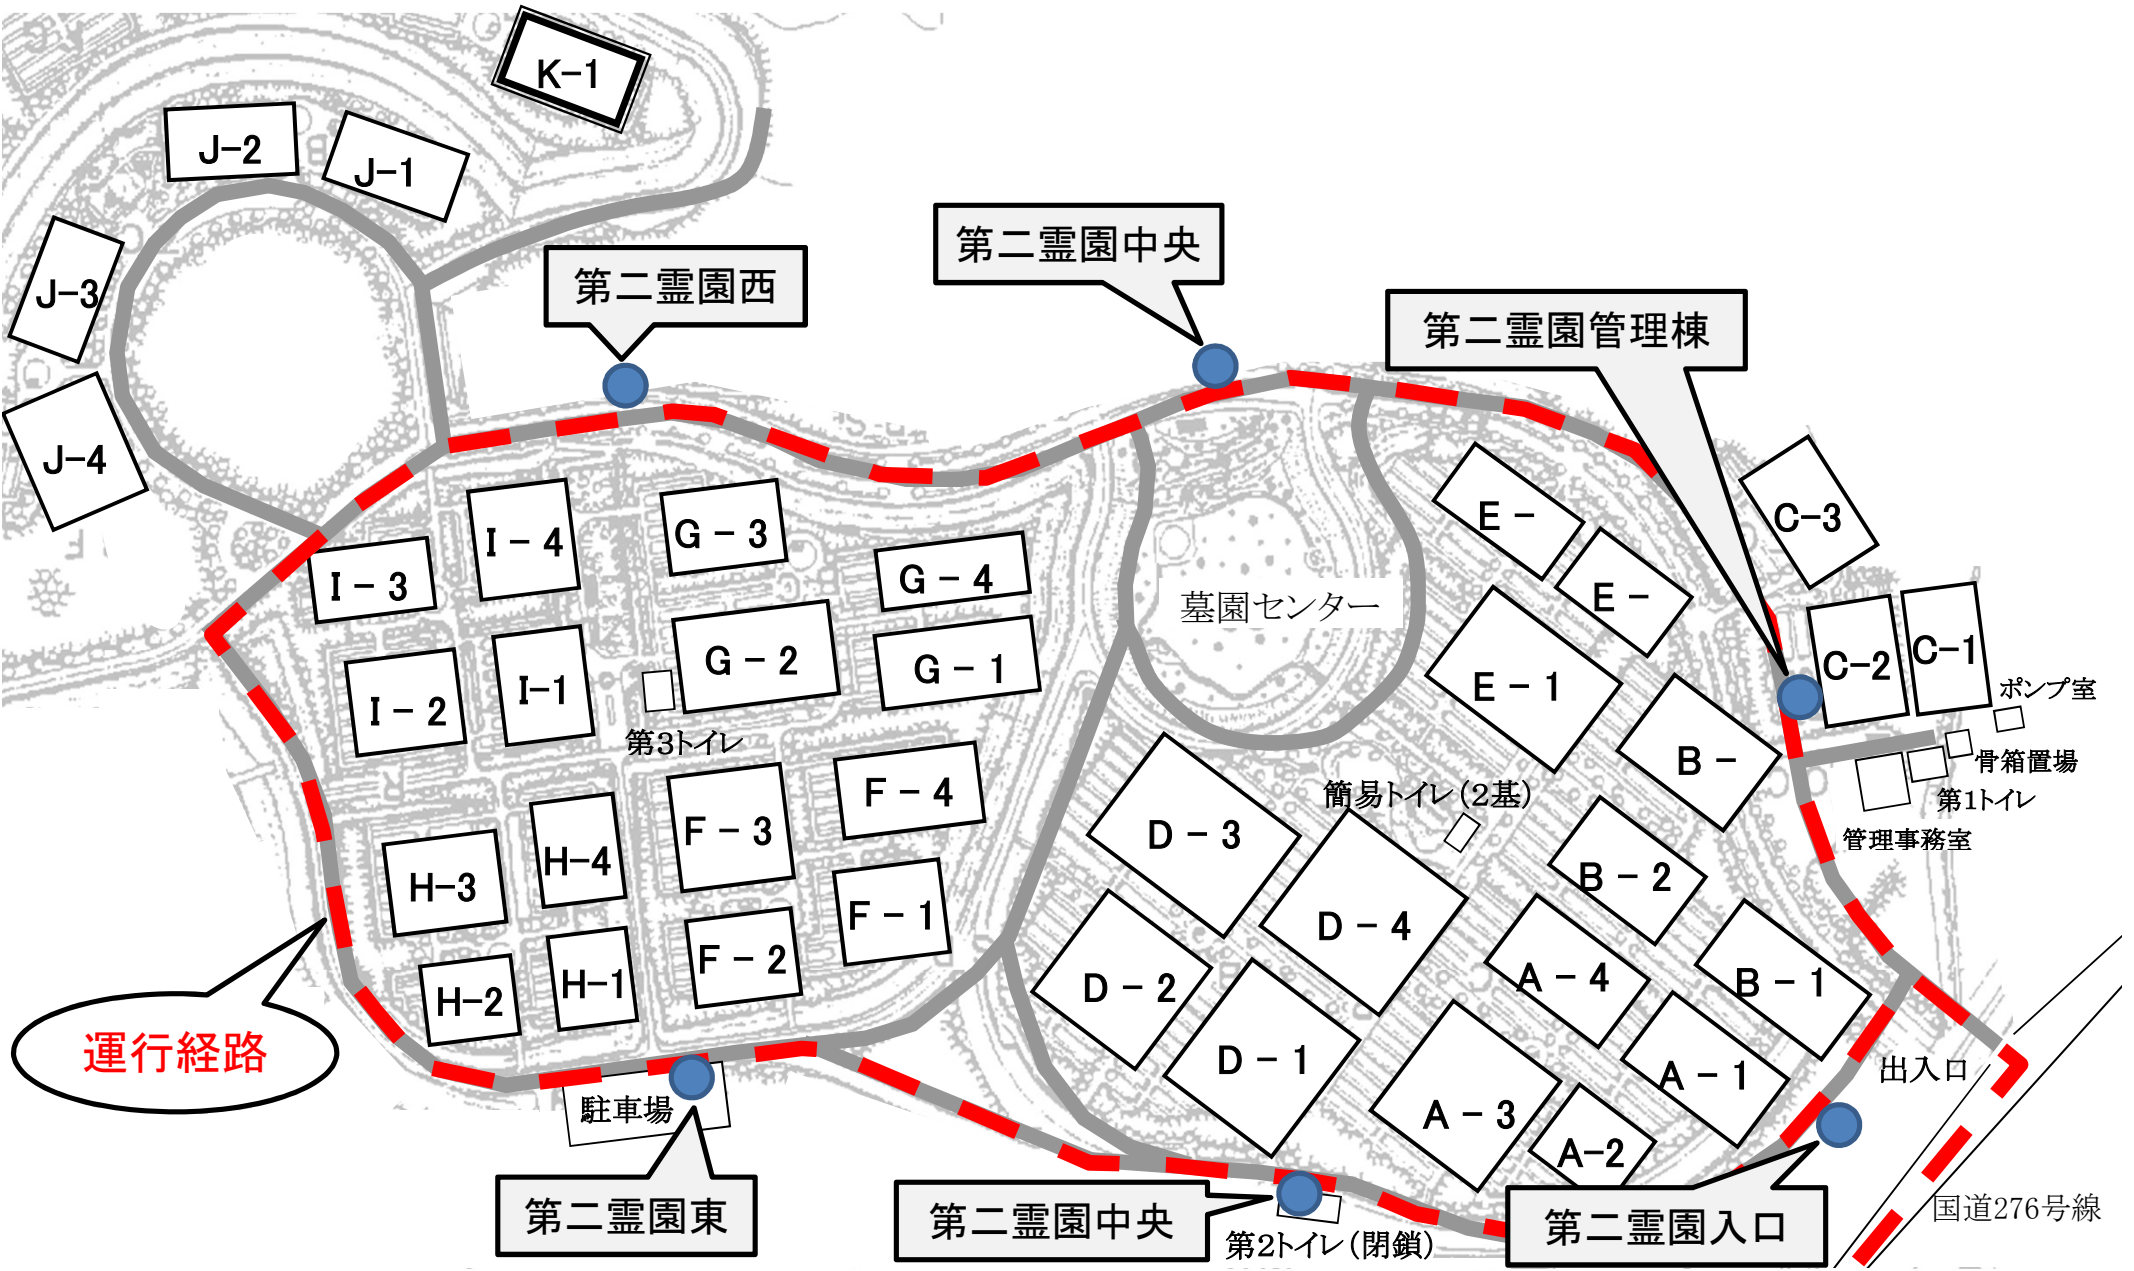 K-1
J-2
J-1
J-3
J-4
第二霊園西
第二霊園中央
第二霊園管理棟
E -
E -
E - 1
C-3
C-2
C-1
ポンプ室
骨箱置場
第1トイレ
管理事務室
I - 4
I - 3
I - 2
I-1
G - 3
G - 4
G - 2
G - 1
第3トイレ
墓園センター
簡易トイレ(2基)
B -
B - 2
B - 1
F - 4
F - 3
F - 1
F - 2
H-3
H-4
H-2
H-1
D - 3
D - 4
D - 2
D - 1
A - 4
A - 1
A - 3
A-2
運行経路
駐車場
出入口
第二霊園東
第二霊園中央
第2トイレ(閉鎖)
第二霊園入口
国道276号線